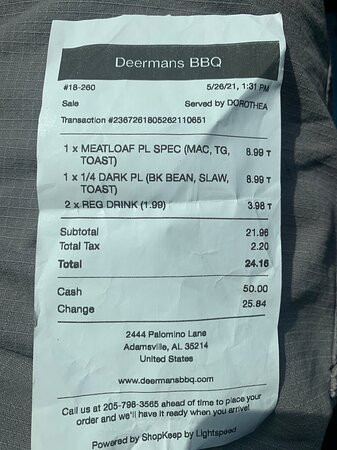 Deermans BBQ
#18-260 5/26/21, 1:31 PM
Sale Served by DOROTHEA
Transaction #2367261805262110651
1 x MEATLOAF PL SPEC (MAC, TG, 8.99 T
TOAST)
1 x 1/4 DARK PL (BK BEAN, SLAW, 8.99 T
TOAST)
2 x REG DRINK (1.99) 3.98 T
Subtotal 21.96
Total Tax 2.20
Total 24.16
Cash 50.00
Change 25.84
2444 Palomino Lane
Adamsville, AL 35214
United States
www.deermansbbq.com
Call us at 205-798-3565 ahead of time to place your
order and we'll have it ready when you arrive!
Powered by ShopKeep by Lightspeed